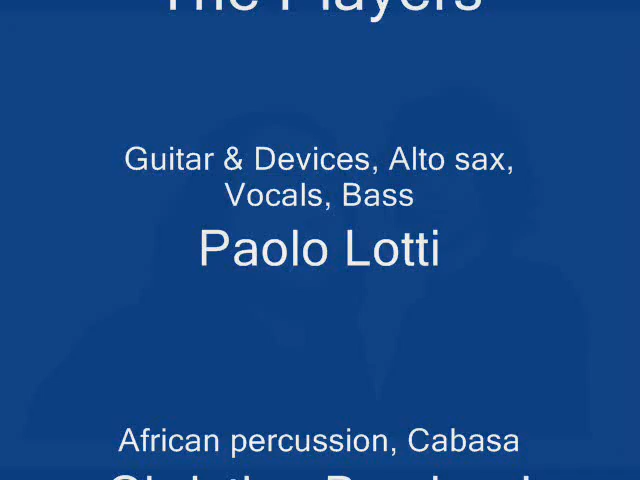 The Players
Guitar & Devices, Alto sax,
Vocals, Bass
Paolo Lotti
African percussion, Cabasa